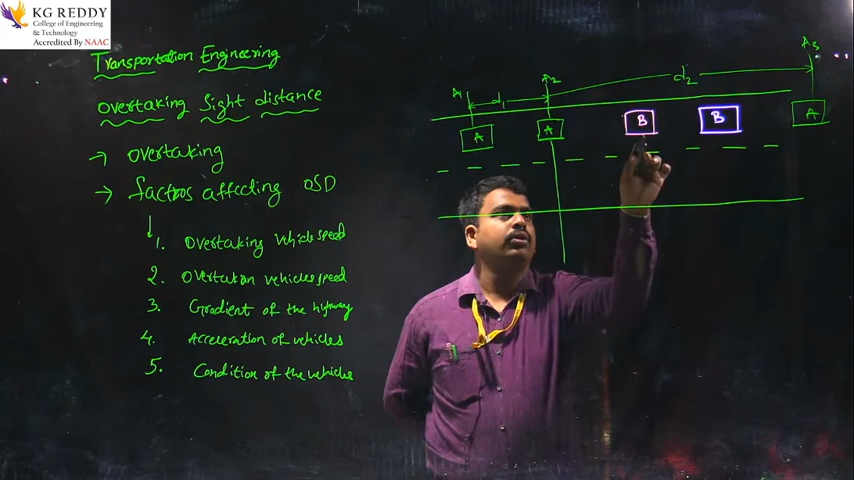 KG REDDY
College of Engineering
& Technology
Accredited By NAAC
Transportation Engineering
Overtaking Sight distance
→ Overtaking
→ factros affecting OSD
1. Overtaking vehicle speed
2. Overtaken vehicle speed
3. Gradient of the highway
4. Acceleration of vehicles
5. Condition of the vehicles
A1 d1 A2 d2 A3
A A B B A